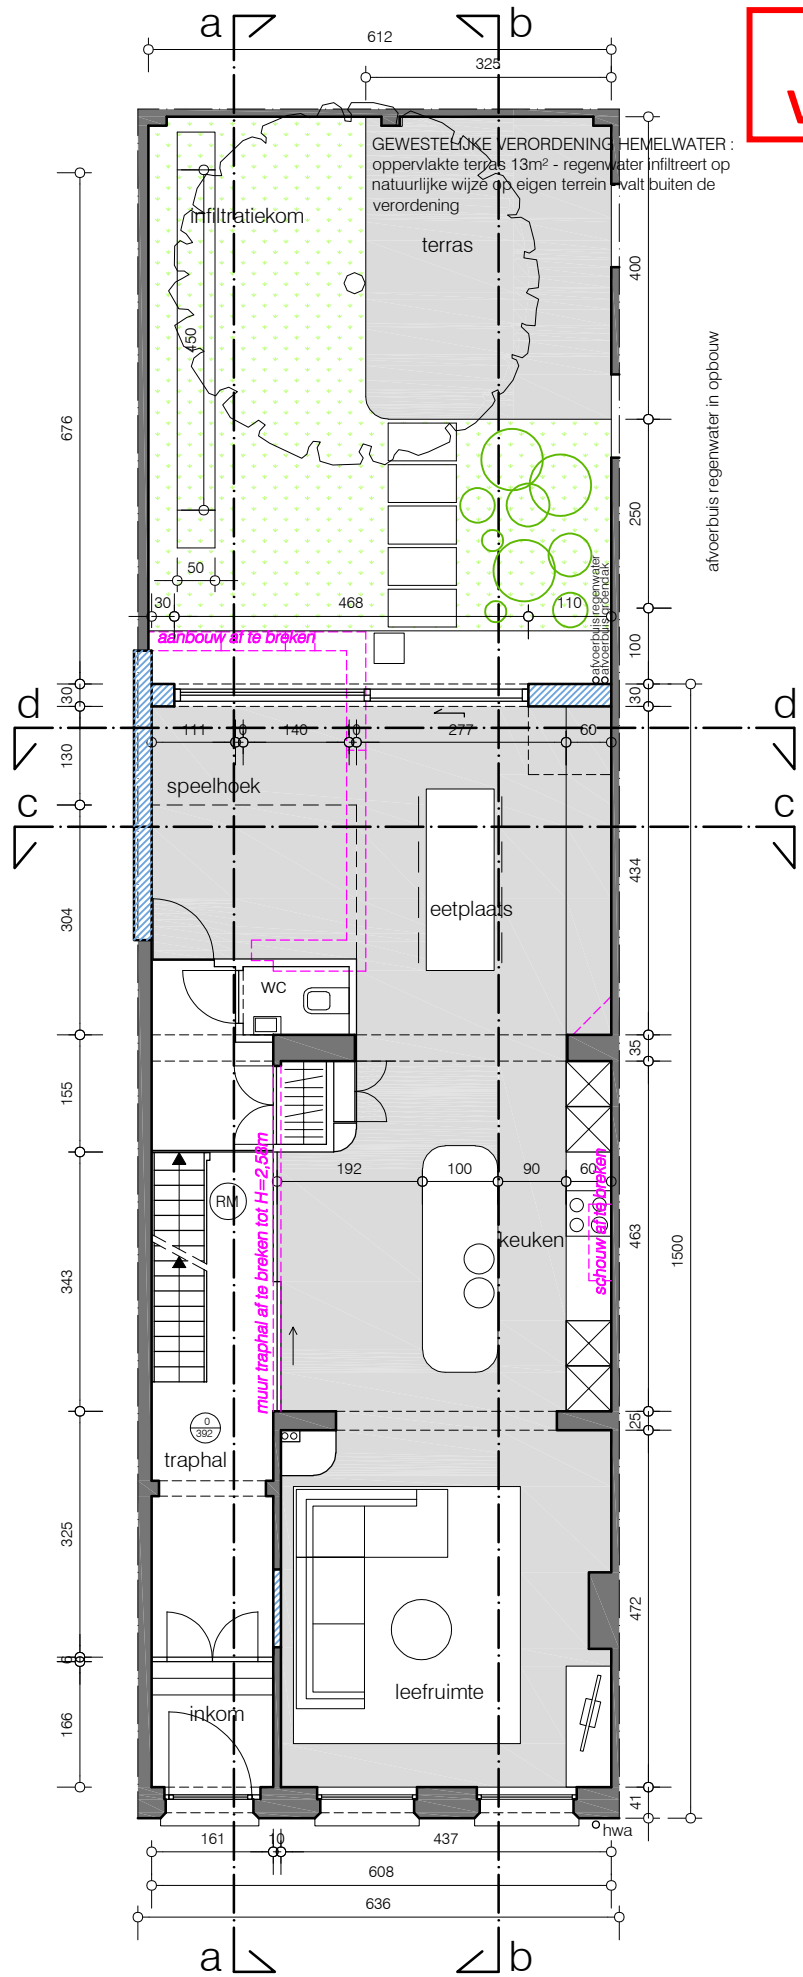 a
b
612
325
GEWESTELIJKE VERORDENING HEMELWATER :
oppervlakte terras 13m² - regenwater infiltreert op
natuurlijke wijze op eigen terrein - valt buiten de
verordening
infiltratiekom
terras
400
450
676
afvoerbuis regenwater in opbouw
250
50
30
468
110
afvoerbuis regenwater
afvoerbuis groendak
aanbouw af te breken
100
30
30
d
d
111
140
277
60
130
speelhoek
c
c
434
eetplaats
304
WC
35
155
muur traphal af te breken tot H=2,58m
192
100
90
60
RM
schouw af te breken
keuken
463
1500
343
0
392
25
traphal
325
472
leefruimte
6
inkom
166
41
hwa
161
10
437
608
636
a
b